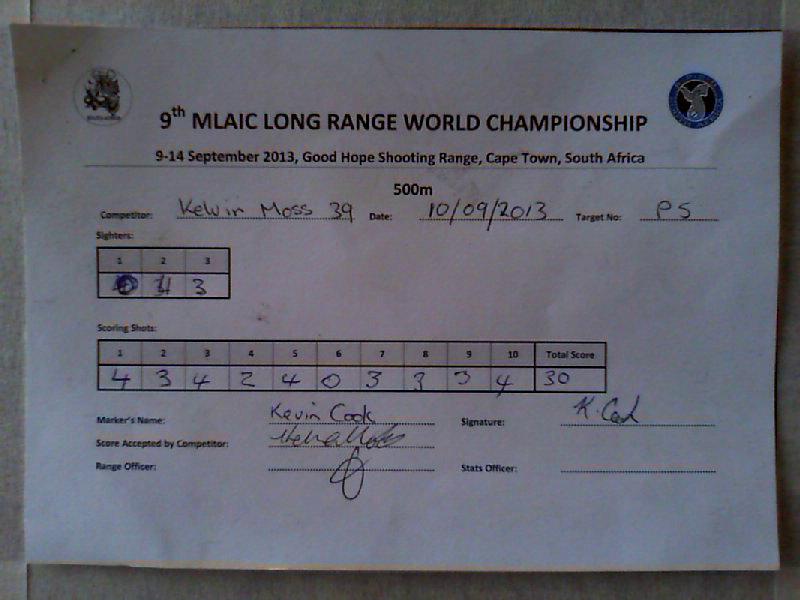 9th MLAIC LONG RANGE WORLD CHAMPIONSHIP
9-14 September 2013, Good Hope Shooting Range, Cape Town, South Africa
500m
Competitor: Kelvin Moss 39 Date: 10/09/2013 Target No: P5
Sighters:
1 2 3
3
Scoring Shots:
1 2 3 4 5 6 7 8 9 10 Total Score
4 3 4 2 4 0 3 3 3 4 30
Marker's Name: Kevin Cook Signature: K. Cook
Score Accepted by Competitor:
Range Officer: Stats Officer: